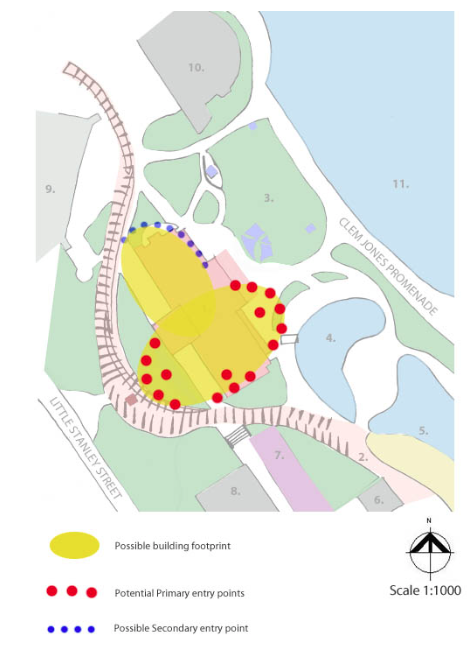 10.
9.
3.
11.
CLEM JONES PROMENADE
4.
5.
LITTLE STANLEY STREET
7.
2.
8.
6.
Possible building footprint
N
Potential Primary entry points
Scale 1:1000
Possible Secondary entry point